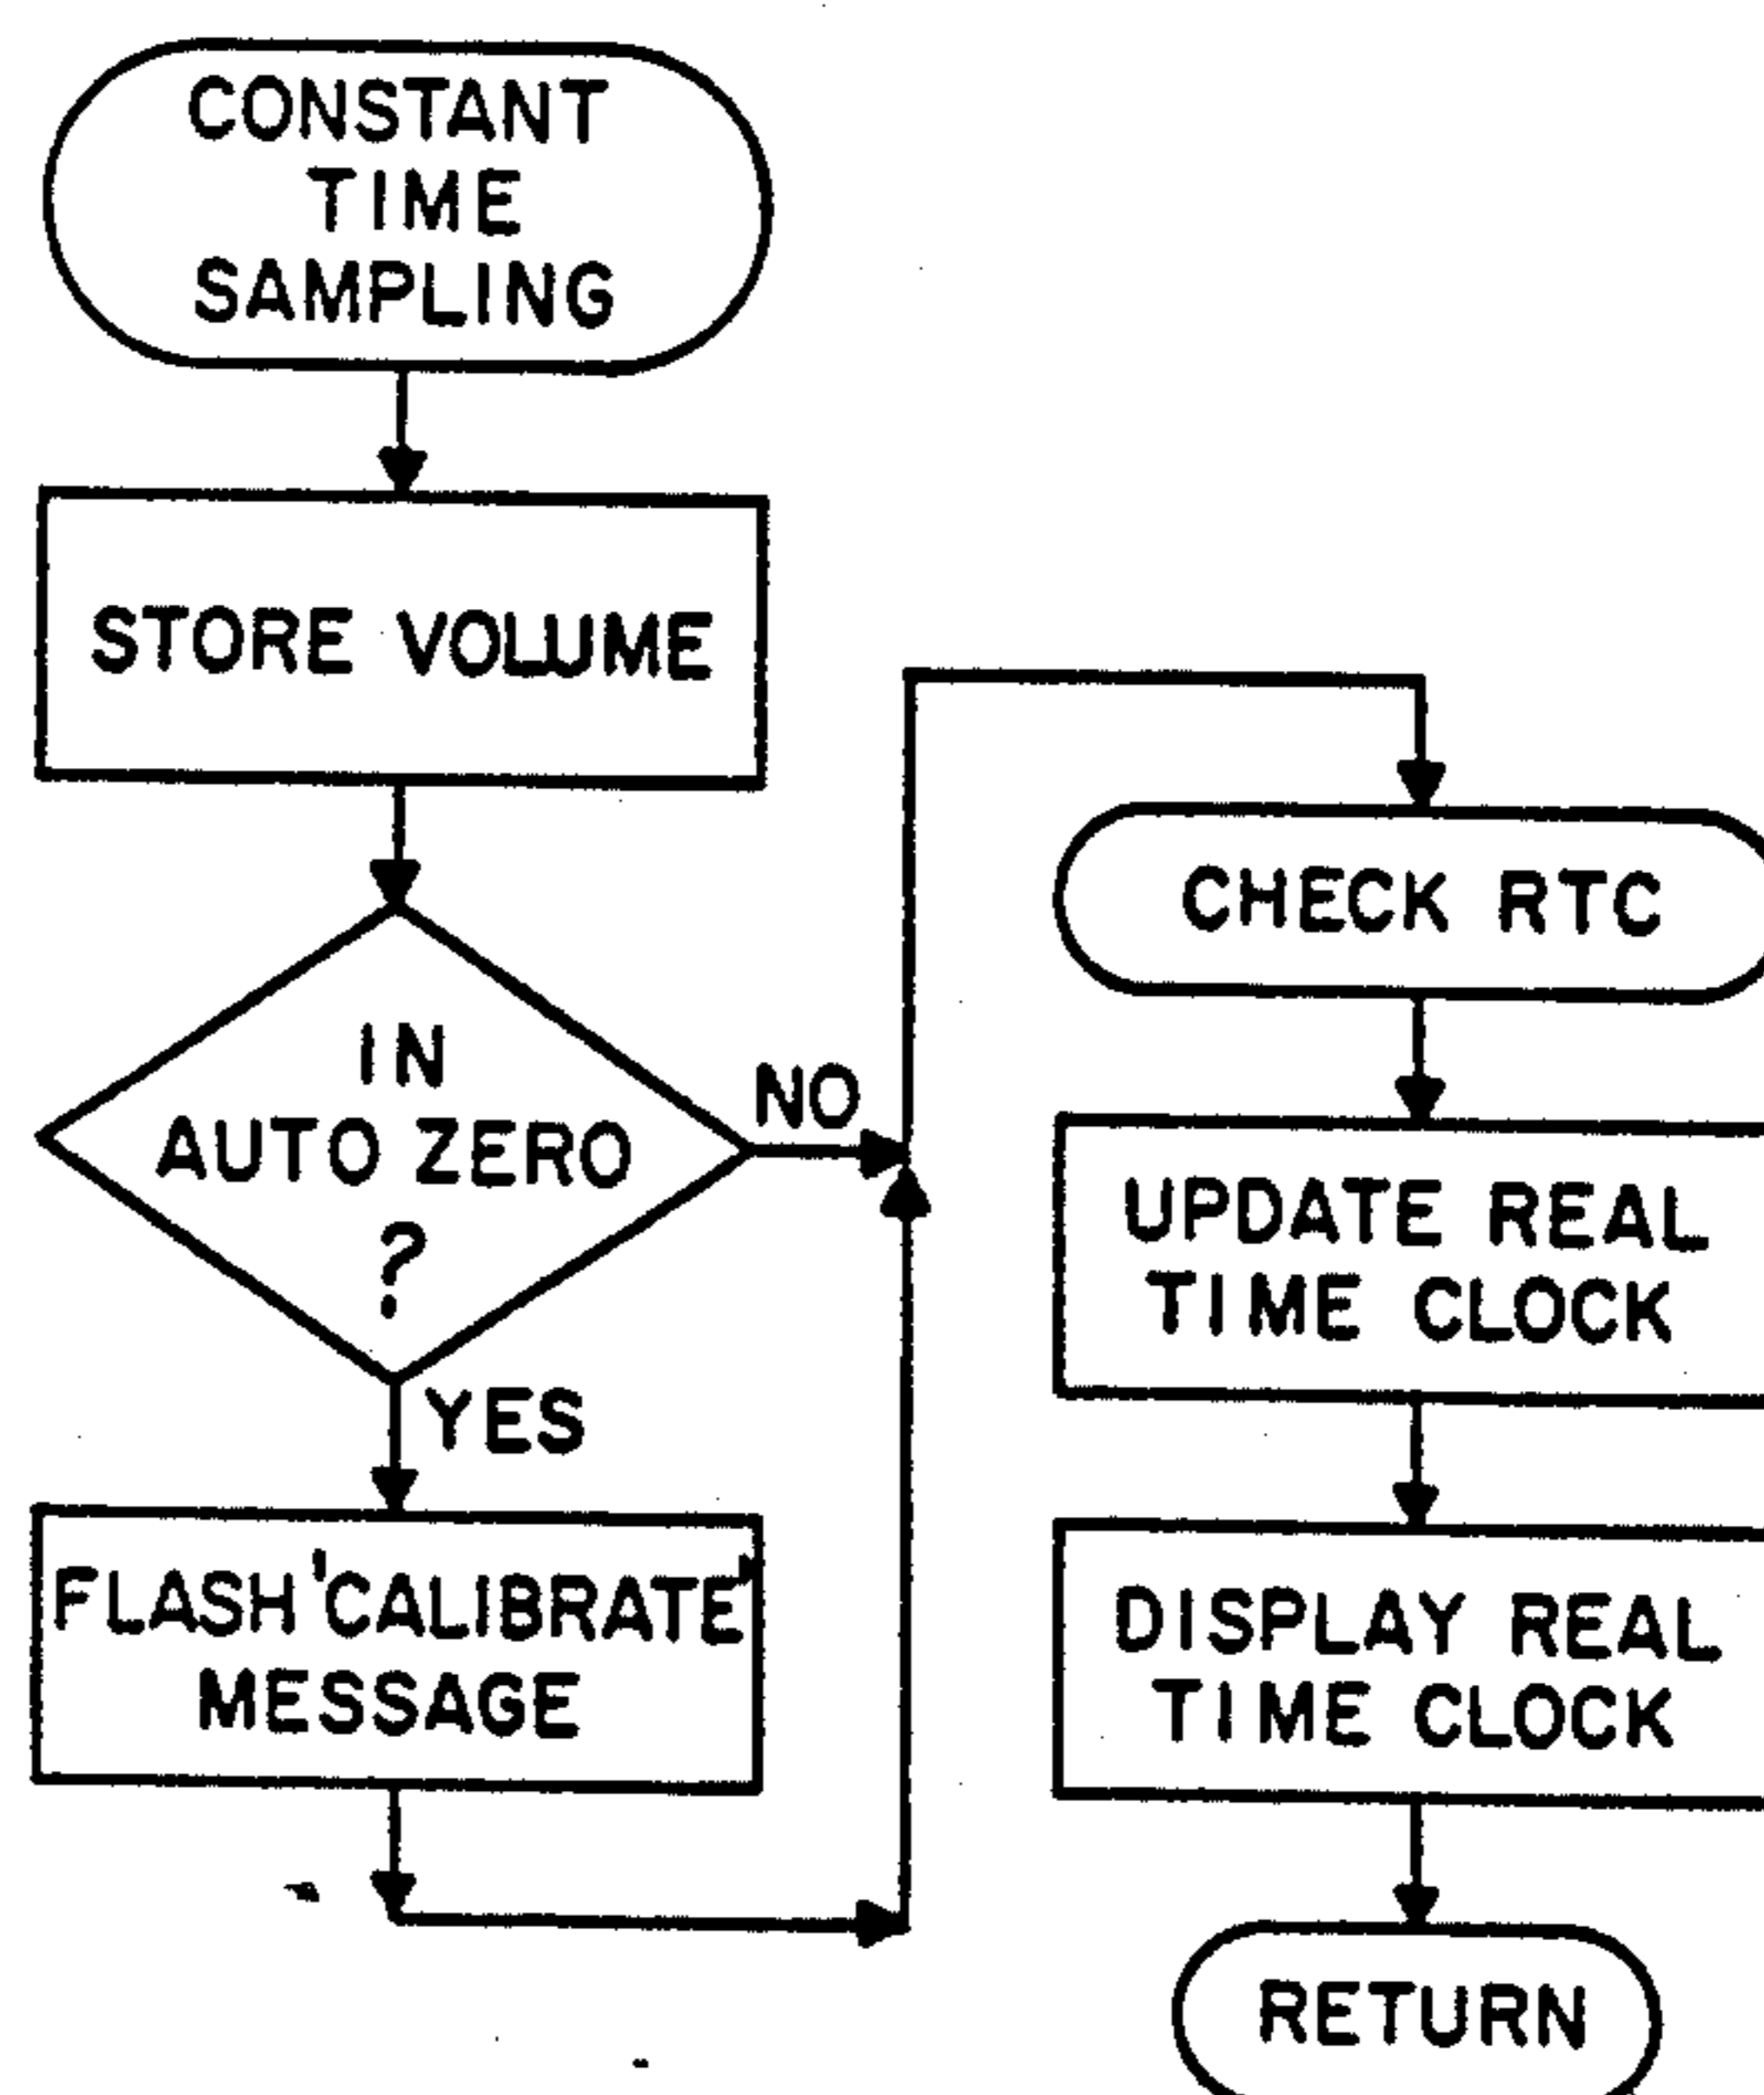 CONSTANT
TIME
SAMPLING
STORE VOLUME
IN
AUTO ZERO
?
NO
YES
FLASH 'CALIBRATE'
MESSAGE
CHECK RTC
UPDATE REAL
TIME CLOCK
DISPLAY REAL
TIME CLOCK
RETURN